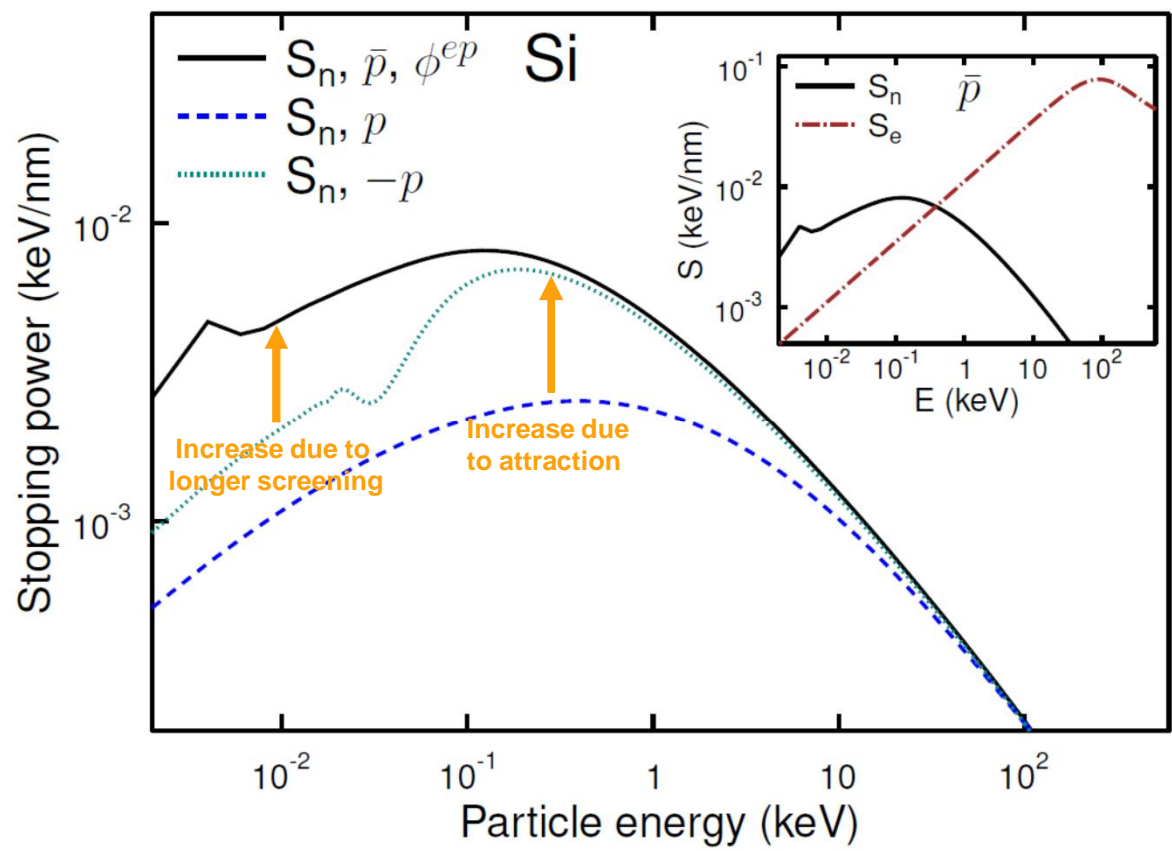 Sₙ, p̄, ϕᵉᵖ
Si
Sₙ, p
Sₙ, −p
Stopping power (keV/nm)
10⁻²
10⁻³
Increase due to
longer screening
Increase due
to attraction
10⁻²
10⁻¹
1
10
10²
Particle energy (keV)
Sₙ
p̄
Sₑ
S (keV/nm)
10⁻¹
10⁻²
10⁻³
10⁻²
10⁻¹
1
10
10²
E (keV)